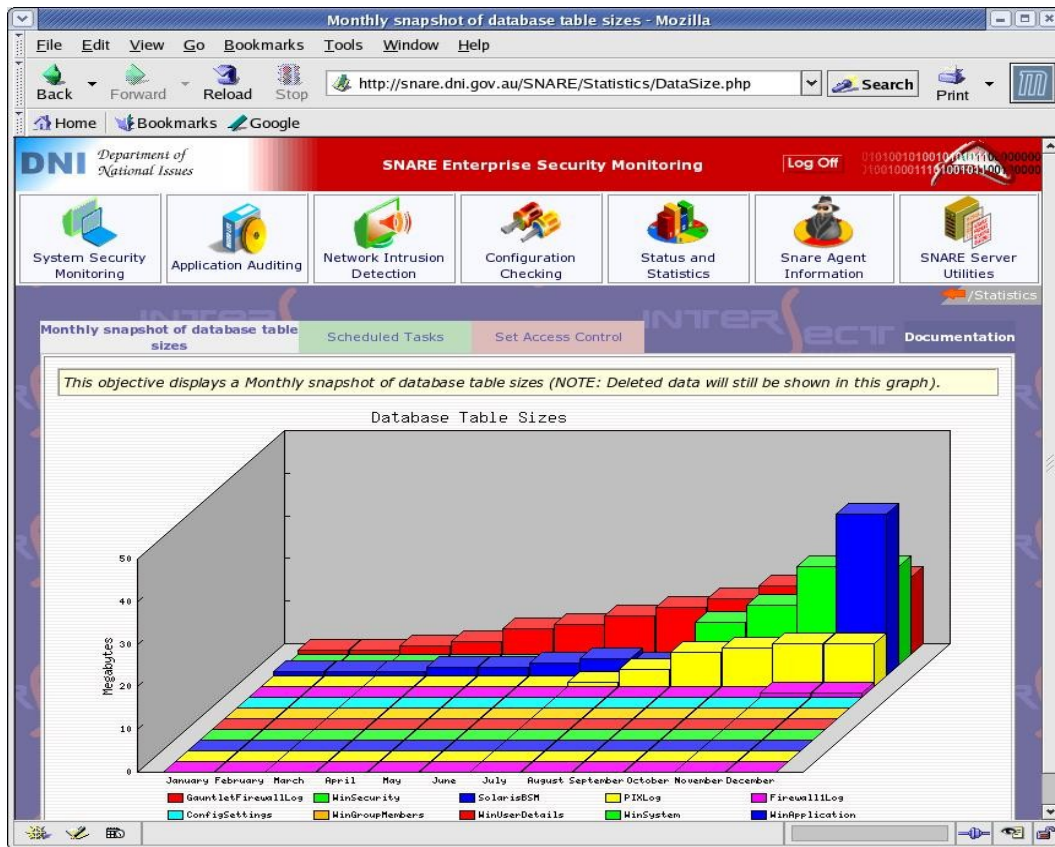 Monthly snapshot of database table sizes - Mozilla
File Edit View Go Bookmarks Tools Window Help
Back Forward Reload Stop http://snare.dni.gov.au/SNARE/Statistics/DataSize.php Search Print
Home Bookmarks Google
DNI Department of
National Issues
SNARE Enterprise Security Monitoring
Log Off
System Security
Monitoring
Application Auditing
Network Intrusion
Detection
Configuration
Checking
Status and
Statistics
Snare Agent
Information
SNARE Server
Utilities
/Statistics
InterSect
Monthly snapshot of database table
sizes
Scheduled Tasks
Set Access Control
Documentation
This objective displays a Monthly snapshot of database table sizes (NOTE: Deleted data will still be shown in this graph).
Database Table Sizes
50
40
30
20
10
0
Megabytes
January February March April May June July August September October November December
GauntletFirewallLog WinSecurity SolarisBSM PIXLog Firewall1Log
ConfigSettings WinGroupMembers WinUserDetails WinSystem WinApplication